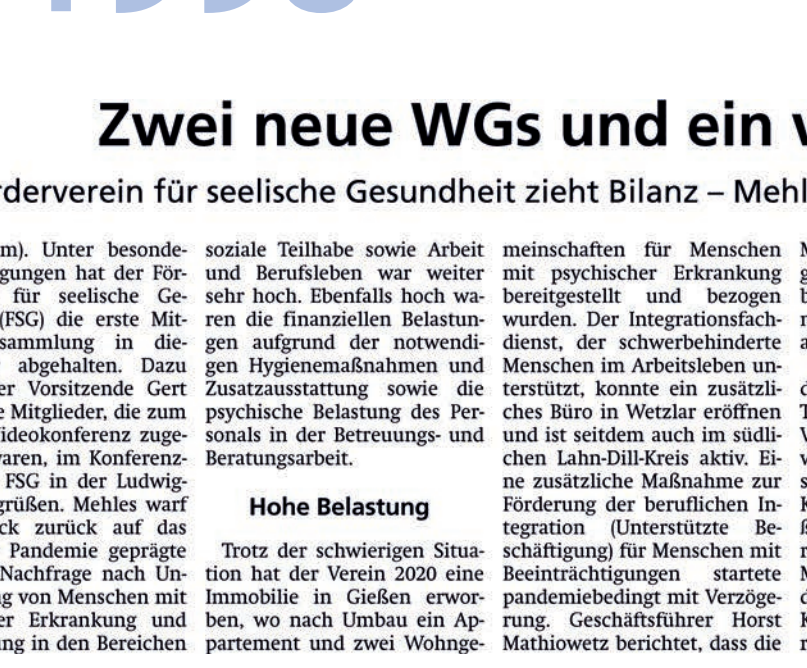 Zwei neue WGs und ein
rderverein für seelische Gesundheit zieht Bilanz – Mehl
m). Unter besonde-
gungen hat der För-
für seelische Ge-
(FSG) die erste Mit-
sammlung in die-
abgehalten. Dazu
er Vorsitzende Gert
e Mitglieder, die zum
ideokonferenz zuge-
aren, im Konferenz-
FSG in der Ludwig-
grüßen. Mehles warf
ck zurück auf das
Pandemie geprägte
Nachfrage nach Un-
g von Menschen mit
er Erkrankung und
ung in den Bereichen
soziale Teilhabe sowie Arbeit
und Berufsleben war weiter
sehr hoch. Ebenfalls hoch wa-
ren die finanziellen Belastun-
gen aufgrund der notwendi-
gen Hygienemaßnahmen und
Zusatzausstattung sowie die
psychische Belastung des Per-
sonals in der Betreuungs- und
Beratungsarbeit.
Hohe Belastung
Trotz der schwierigen Situa-
tion hat der Verein 2020 eine
Immobilie in Gießen erwor-
ben, wo nach Umbau ein Ap-
partement und zwei Wohnge-
meinschaften für Menschen
mit psychischer Erkrankung
bereitgestellt und bezogen
wurden. Der Integrationsfach-
dienst, der schwerbehinderte
Menschen im Arbeitsleben un-
terstützt, konnte ein zusätzli-
ches Büro in Wetzlar eröffnen
und ist seitdem auch im südli-
chen Lahn-Dill-Kreis aktiv. Ei-
ne zusätzliche Maßnahme zur
Förderung der beruflichen In-
tegration (Unterstützte Be-
schäftigung) für Menschen mit
Beeinträchtigungen startete
pandemiebedingt mit Verzöge-
rung. Geschäftsführer Horst
Mathiowetz berichtet, dass die